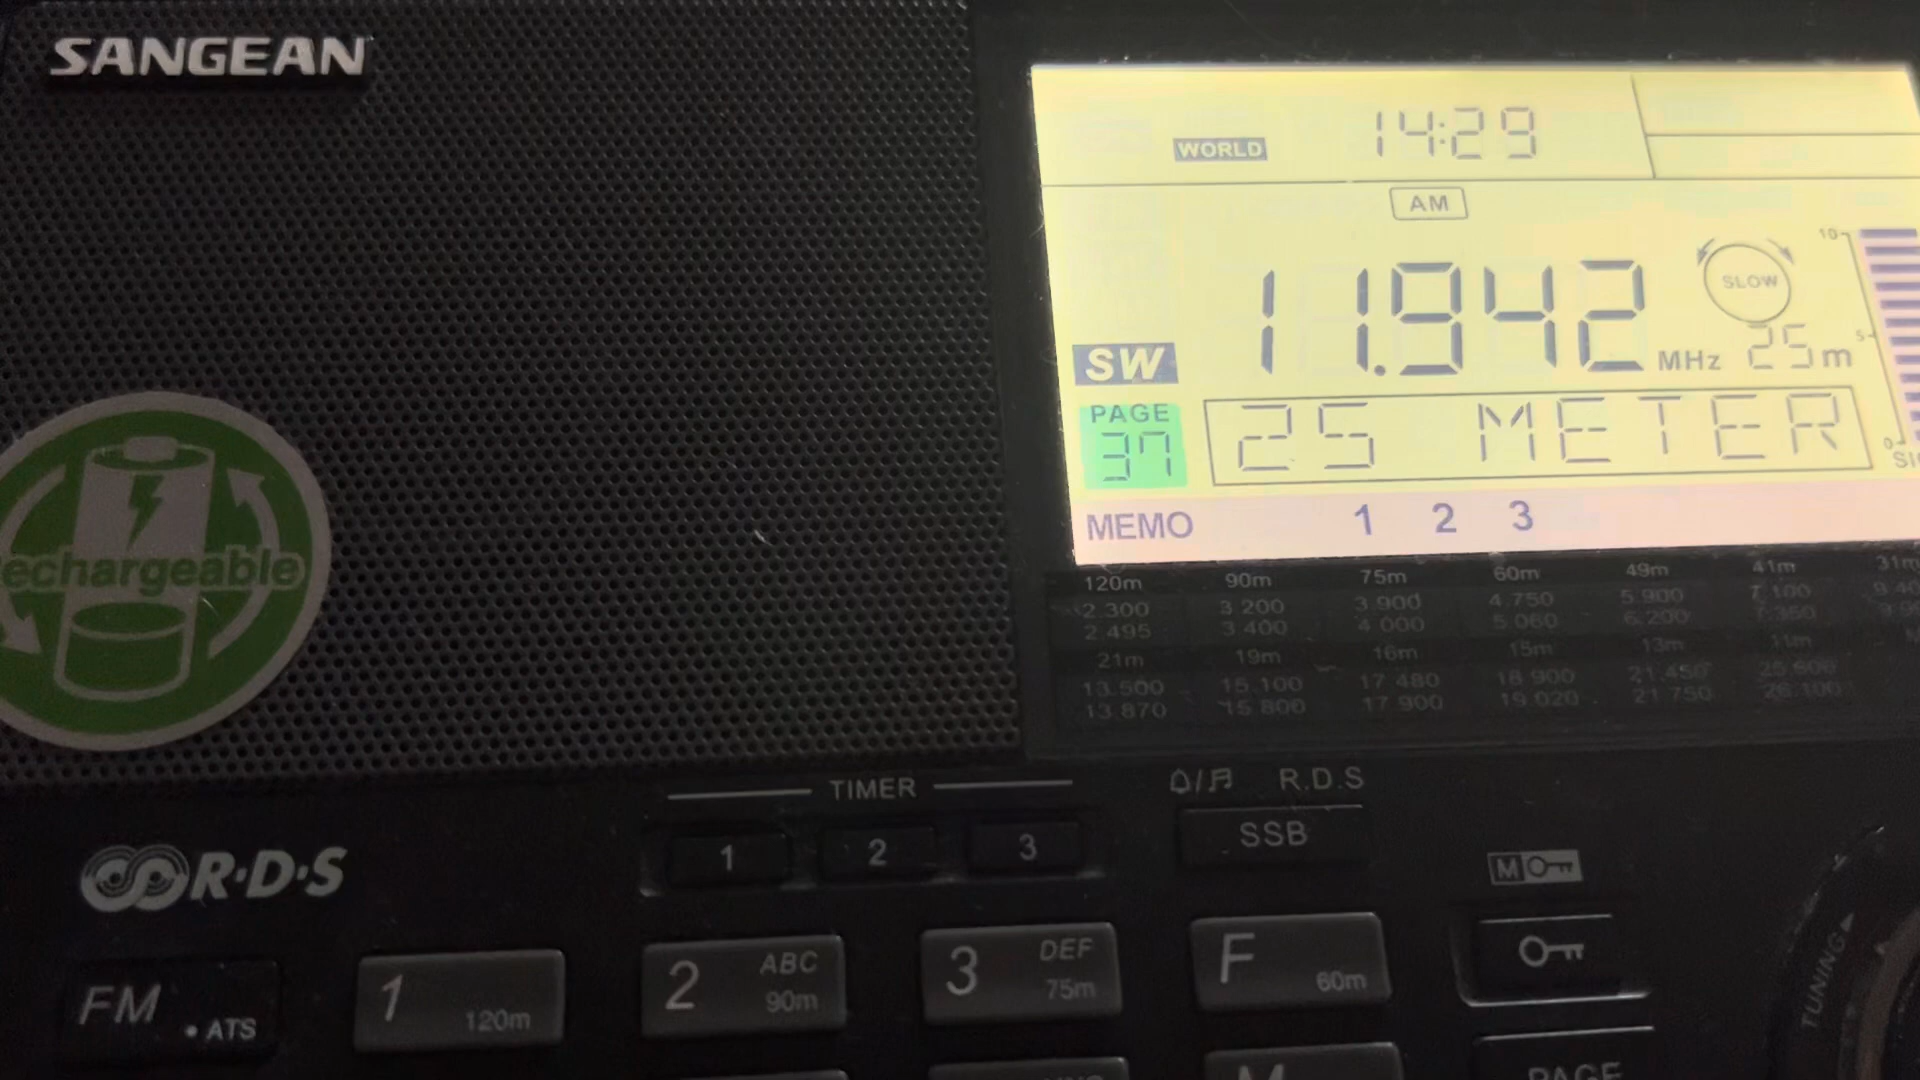 SANGEAN
WORLD 14:29
AM
10
SLOW
11.942 MHz 25m
5
SW
PAGE
37
25 METER
0
MEMO 1 2 3
120m 90m 75m 60m 49m 41m 31m
2.300 3.200 3.900 4.750 5.900 7.100
2.495 3.400 4.000 5.060 6.200 7.350
21m 19m 16m 15m 13m 11m
13.500 15.100 17.480 18.900 21.450
13.870 15.800 17.900 19.020 21.750 26.100
echargeable
TIMER
R.D.S
1 2 3
SSB
R·D·S
M
FM • ATS
1 120m
2 ABC 90m
3 DEF 75m
F 60m
TUNING
PAGE